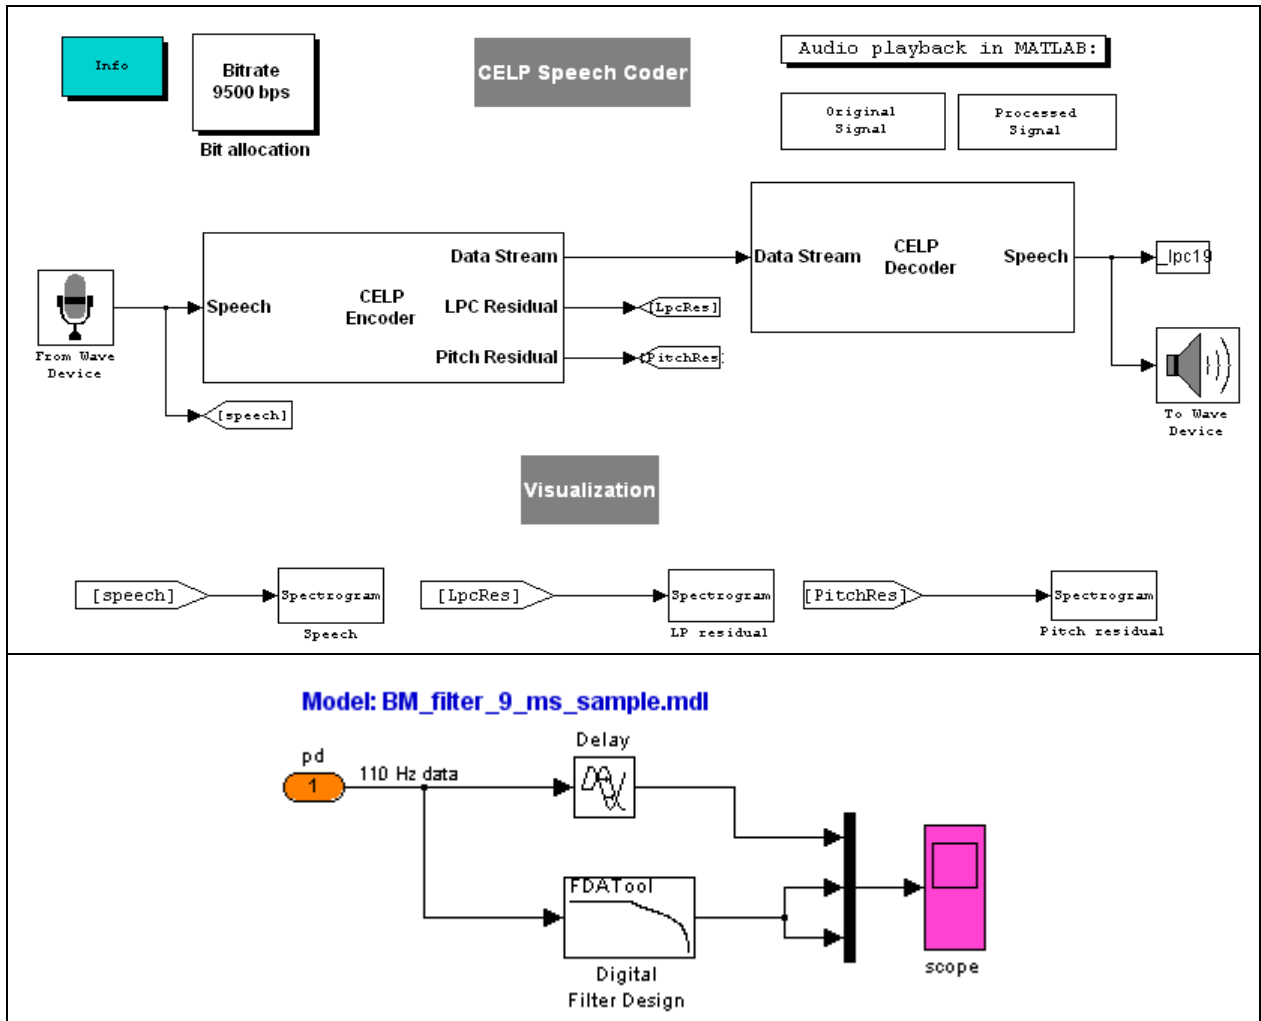 Info
Bitrate
9500 bps
Bit allocation
CELP Speech Coder
Audio playback in MATLAB:
Original
Signal
Processed
Signal
Speech
CELP
Encoder
Data Stream
LPC Residual
Pitch Residual
Data Stream
CELP
Decoder
Speech
_lpc19
[LpcRes]
[PitchRes]
From Wave
Device
[speech]
To Wave
Device
Visualization
[speech]
Spectrogram
Speech
[LpcRes]
Spectrogram
LP residual
[PitchRes]
Spectrogram
Pitch residual
Model: BM_filter_9_ms_sample.mdl
pd
1
110 Hz data
Delay
FDATool
Digital
Filter Design
scope